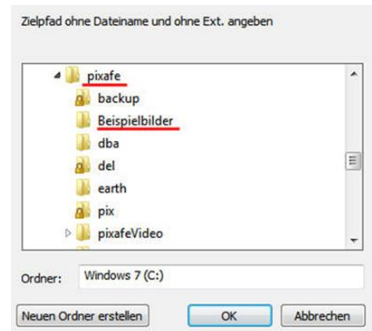 Zielpfad ohne Dateiname und ohne Ext. angeben
pixafe
backup
Beispielbilder
dba
del
earth
pix
pixafeVideo
Ordner: Windows 7 (C:)
Neuen Ordner erstellen OK Abbrechen